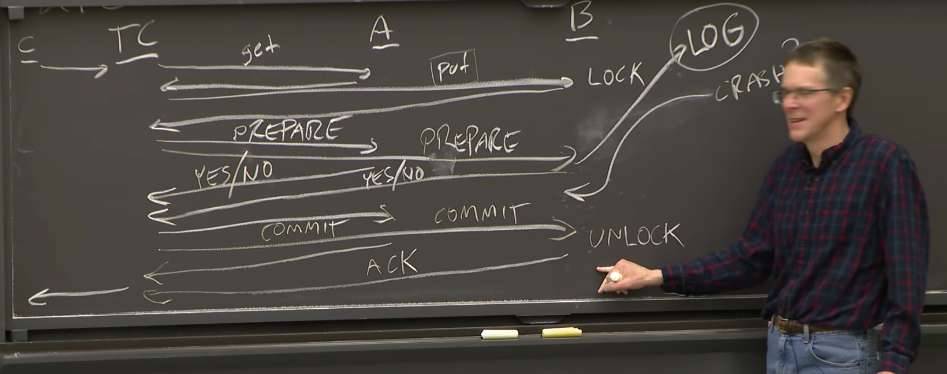 C TC A B LOG
get
put LOCK CRASH?
PREPARE PREPARE
YES/NO YES/NO
COMMIT COMMIT
UNLOCK
ACK